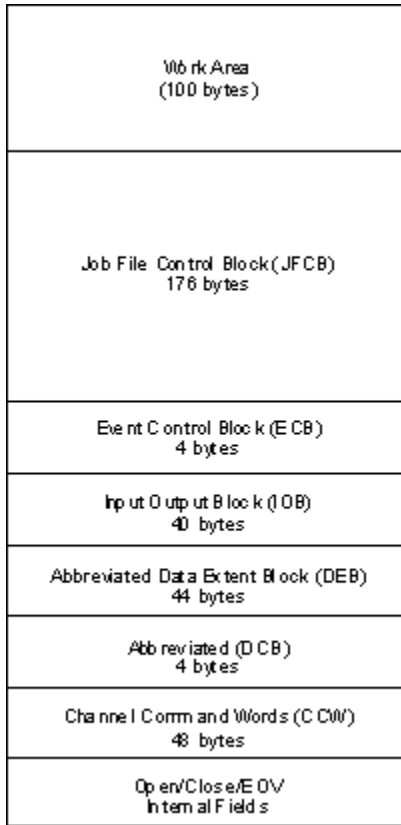 Work Area
(100 bytes)
Job File Control Block (JFCB)
176 bytes
Event Control Block (ECB)
4 bytes
Input Output Block (IOB)
40 bytes
Abbreviated Data Extent Block (DEB)
44 bytes
Abbreviated (DCB)
4 bytes
Channel Command Words (CCW)
48 bytes
Open/Close/EOV
Internal Fields